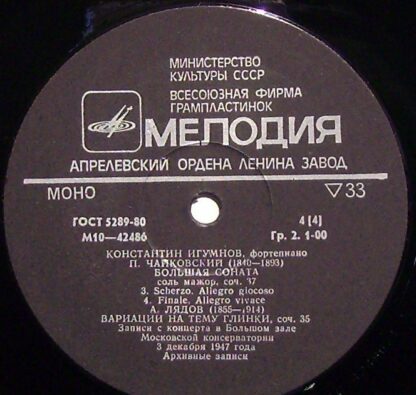 МИНИСТЕРСТВО
КУЛЬТУРЫ СССР
ВСЕСОЮЗНАЯ ФИРМА
ГРАМПЛАСТИНОК
МЕЛОДИЯ
АПРЕЛЕВСКИЙ ОРДЕНА ЛЕНИНА ЗАВОД
МОНО ▽33
ГОСТ 5289-80 4 [4]
М10—42486 Гр. 2. 1-00
КОНСТАНТИН ИГУМНОВ, фортепиано
П. ЧАЙКОВСКИЙ (1840—1893)
БОЛЬШАЯ СОНАТА
соль мажор, соч. 37
3. Scherzo. Allegro giocoso
4. Finale. Allegro vivace
А. ЛЯДОВ (1855—1914)
ВАРИАЦИИ НА ТЕМУ ГЛИНКИ, соч. 35
Записи с концерта в Большом зале
Московской консерватории
3 декабря 1947 года
Архивные записи